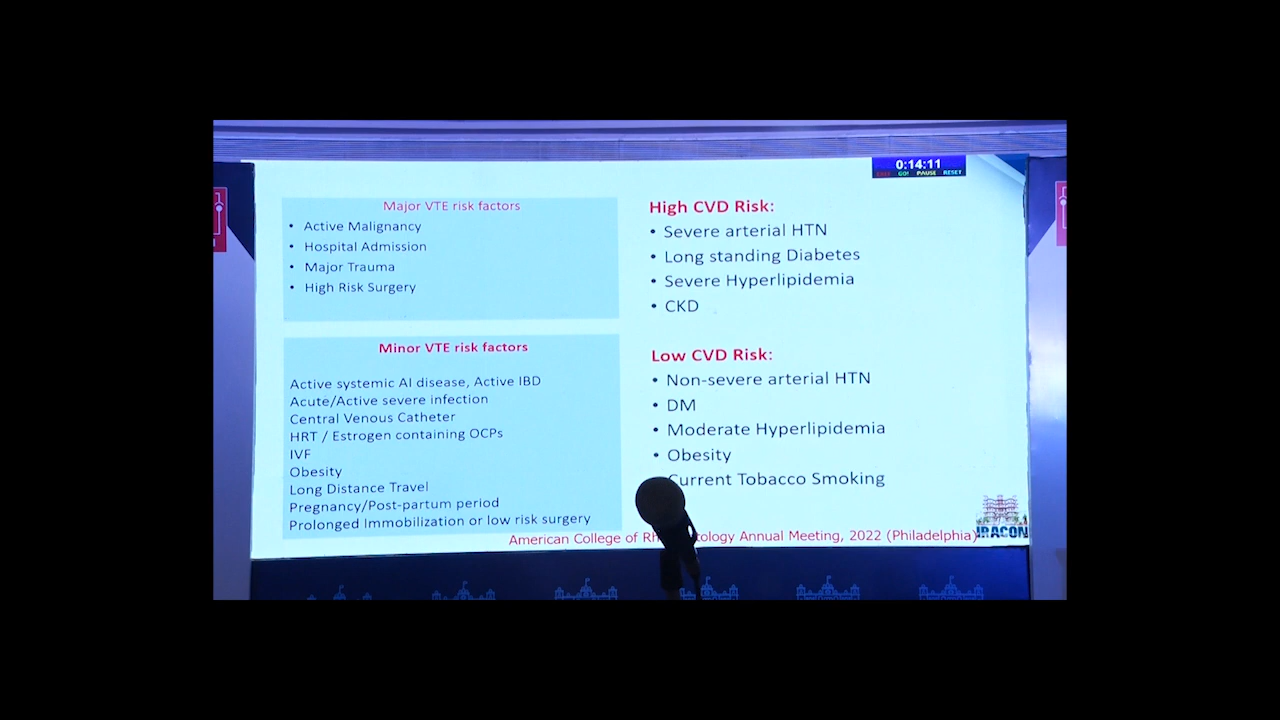 0:14:11
GO! PAUSE RESET
Major VTE risk factors
• Active Malignancy
• Hospital Admission
• Major Trauma
• High Risk Surgery
Minor VTE risk factors
Active systemic AI disease, Active IBD
Acute/Active severe infection
Central Venous Catheter
HRT / Estrogen containing OCPs
IVF
Obesity
Long Distance Travel
Pregnancy/Post-partum period
Prolonged Immobilization or low risk surgery
High CVD Risk:
• Severe arterial HTN
• Long standing Diabetes
• Severe Hyperlipidemia
• CKD
Low CVD Risk:
• Non-severe arterial HTN
• DM
• Moderate Hyperlipidemia
• Obesity
Current Tobacco Smoking
American College of Annual Meeting, 2022 (Philadelphia)
IRACON